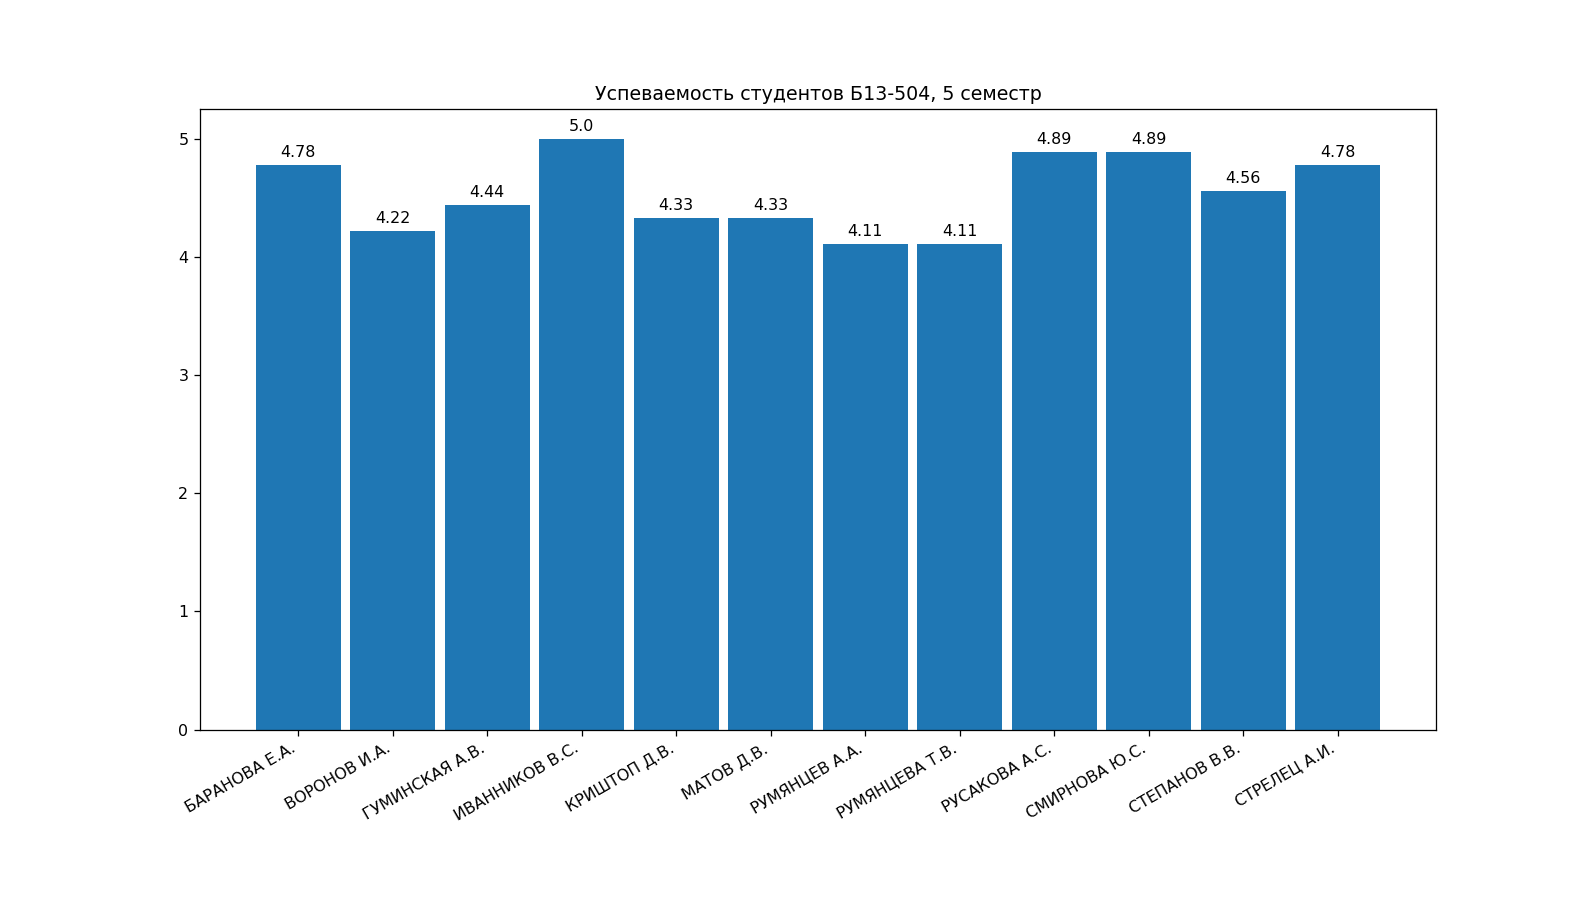 Успеваемость студентов Б13-504, 5 семестр
5
4
3
2
1
0
4.78
4.22
4.44
5.0
4.33
4.33
4.11
4.11
4.89
4.89
4.56
4.78
БАРАНОВА Е.А.
ВОРОНОВ И.А.
ГУМИНСКАЯ А.В.
ИВАННИКОВ В.С.
КРИШТОП Д.В.
МАТОВ Д.В.
РУМЯНЦЕВ А.А.
РУМЯНЦЕВА Т.В.
РУСАКОВА А.С.
СМИРНОВА Ю.С.
СТЕПАНОВ В.В.
СТРЕЛЕЦ А.И.